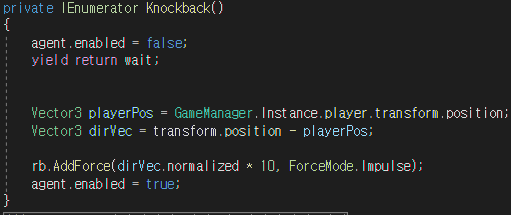 private IEnumerator Knockback()
{
agent.enabled = false;
yield return wait;
Vector3 playerPos = GameManager.Instance.player.transform.position;
Vector3 dirVec = transform.position - playerPos;
rb.AddForce(dirVec.normalized * 10, ForceMode.Impulse);
agent.enabled = true;
}